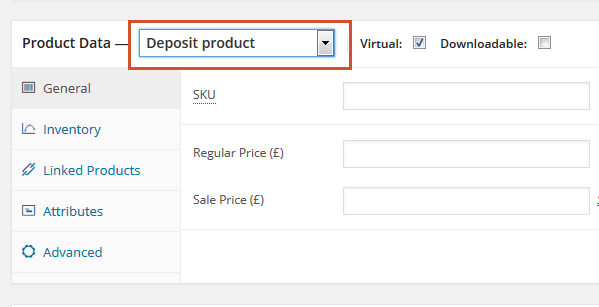 Product Data — Deposit product Virtual: Downloadable:
General
Inventory
Linked Products
Attributes
Advanced
SKU
Regular Price (£)
Sale Price (£)